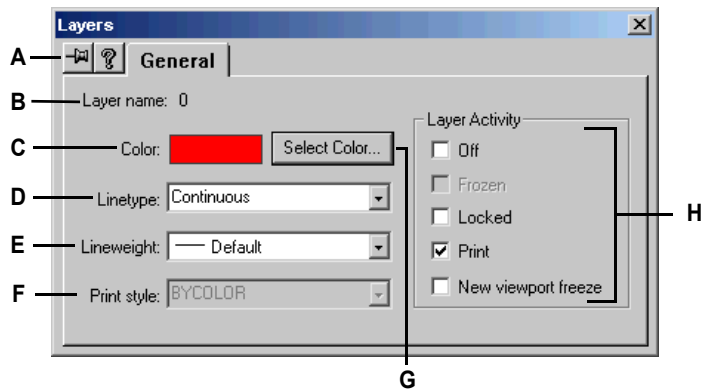 Layers
A
General
B
Layer name: 0
C
Color:
Select Color...
D
Linetype: Continuous
E
Lineweight: Default
F
Print style: BYCOLOR
Layer Activity
Off
Frozen
Locked
Print
New viewport freeze
H
G